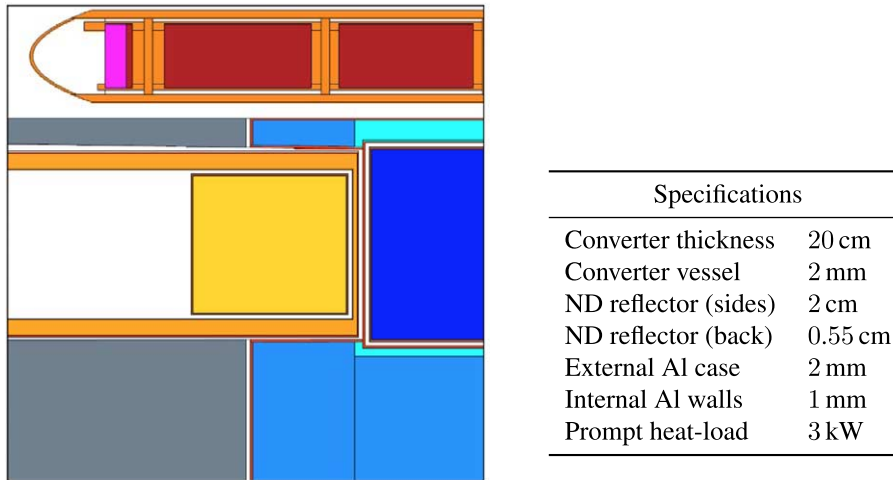 Specifications
Converter thickness 20 cm
Converter vessel 2 mm
ND reflector (sides) 2 cm
ND reflector (back) 0.55 cm
External Al case 2 mm
Internal Al walls 1 mm
Prompt heat-load 3 kW